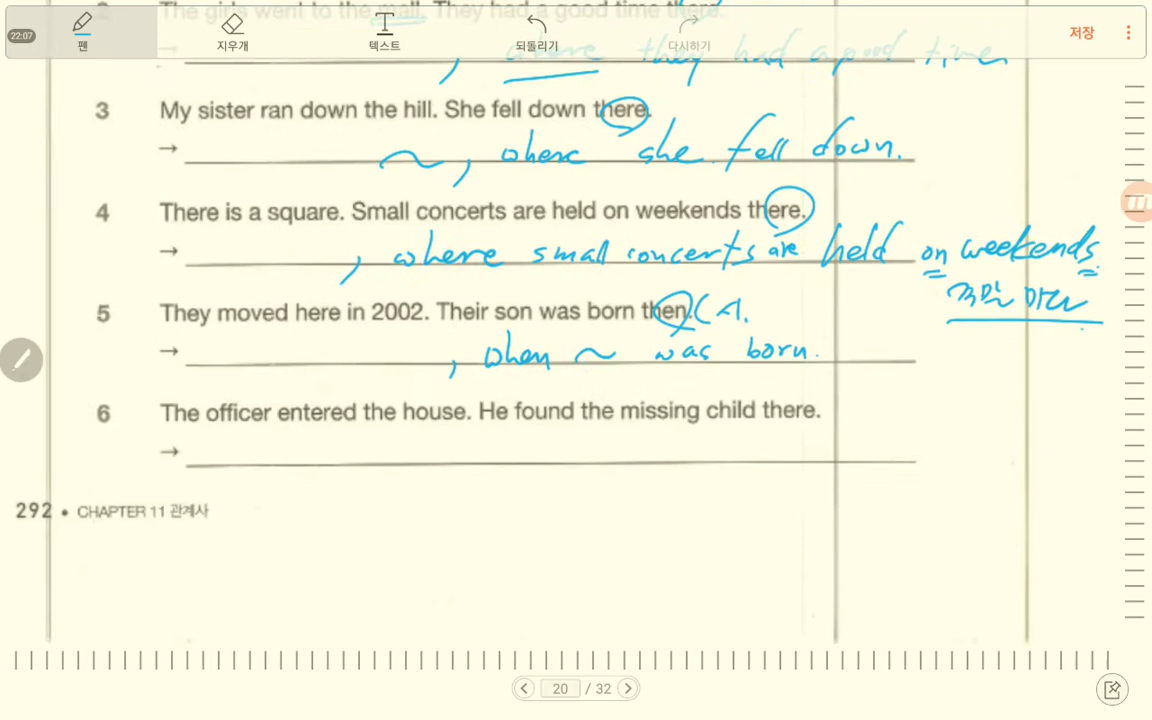 2 The girls went to the mall. They had a good time there.
22:07
펜
지우개
텍스트
되돌리기
다시하기
저장
→ , where they had a good time
3 My sister ran down the hill. She fell down there.
→ ~, where she fell down.
4 There is a square. Small concerts are held on weekends there.
→ , where small concerts are held on weekends.
5 They moved here in 2002. Their son was born then.
→ , when ~ was born.
6 The officer entered the house. He found the missing child there.
→
292 • CHAPTER 11 관계사
20 / 32